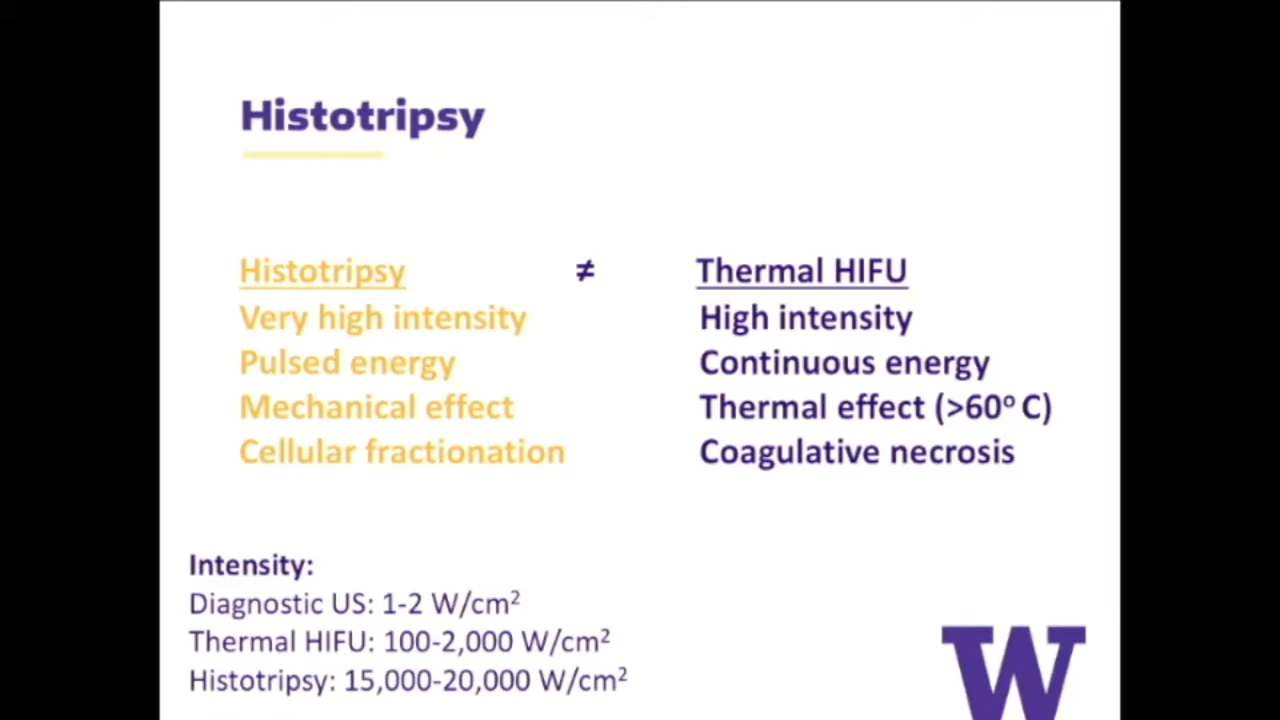 Histotripsy
Histotripsy ≠ Thermal HIFU
Very high intensity High intensity
Pulsed energy Continuous energy
Mechanical effect Thermal effect (>60º C)
Cellular fractionation Coagulative necrosis
Intensity:
Diagnostic US: 1-2 W/cm²
Thermal HIFU: 100-2,000 W/cm²
Histotripsy: 15,000-20,000 W/cm²
W